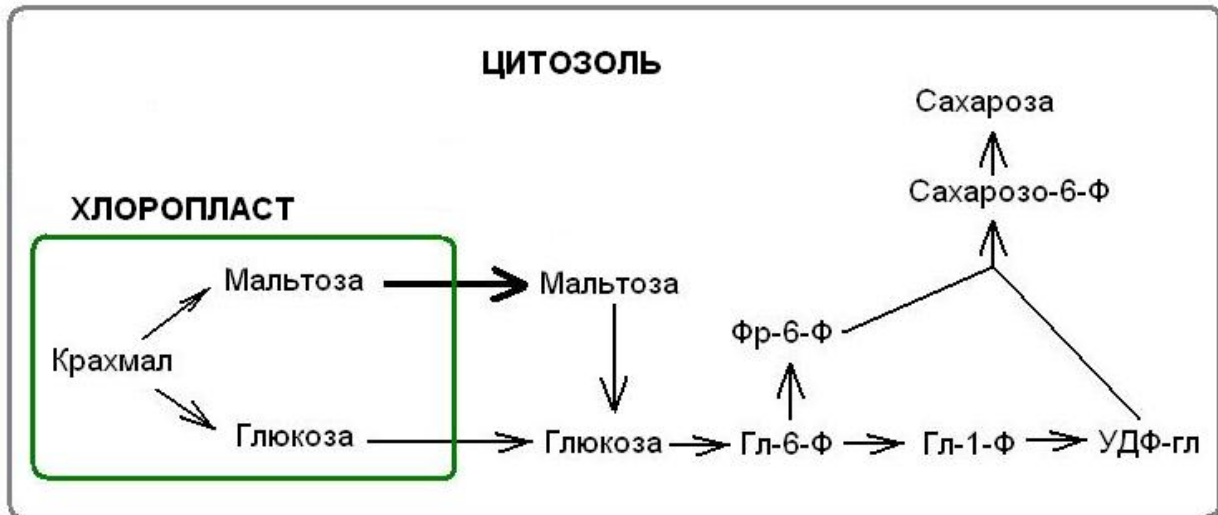 ЦИТОЗОЛЬ
Сахароза
Сахарозо-6-Ф
ХЛОРОПЛАСТ
Мальтоза
Мальтоза
Фр-6-Ф
Крахмал
Глюкоза
Глюкоза
Гл-6-Ф
Гл-1-Ф
УДФ-гл